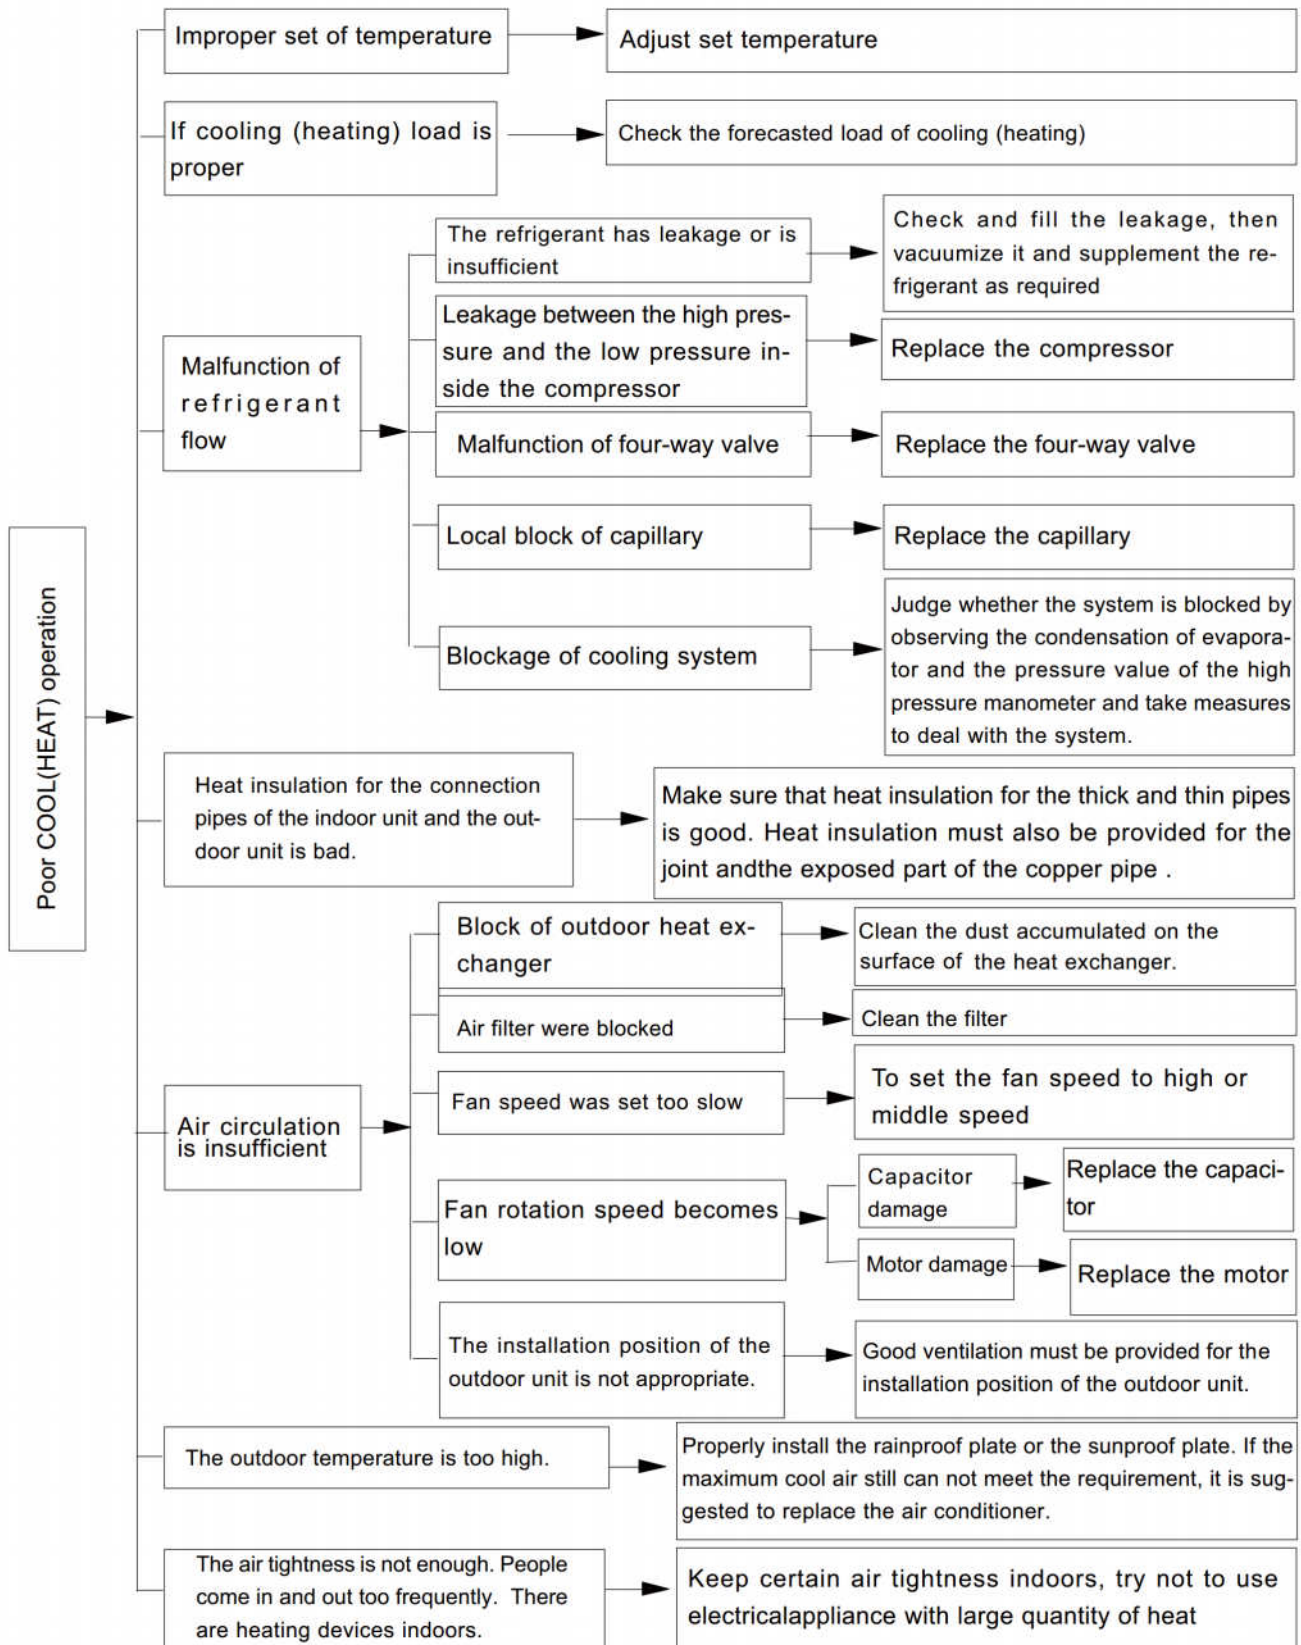 Improper set of temperature
Adjust set temperature
If cooling (heating) load is
proper
Check the forecasted load of cooling (heating)
Malfunction of
refrigerant
flow
The refrigerant has leakage or is
insufficient
Check and fill the leakage, then
vacuumize it and supplement the re-
frigerant as required
Leakage between the high pres-
sure and the low pressure in-
side the compressor
Replace the compressor
Malfunction of four-way valve
Replace the four-way valve
Local block of capillary
Replace the capillary
Blockage of cooling system
Judge whether the system is blocked by
observing the condensation of evapora-
tor and the pressure value of the high
pressure manometer and take measures
to deal with the system.
Poor COOL(HEAT) operation
Heat insulation for the connection
pipes of the indoor unit and the out-
door unit is bad.
Make sure that heat insulation for the thick and thin pipes
is good. Heat insulation must also be provided for the
joint andthe exposed part of the copper pipe .
Air circulation
is insufficient
Block of outdoor heat ex-
changer
Clean the dust accumulated on the
surface of the heat exchanger.
Air filter were blocked
Clean the filter
Fan speed was set too slow
To set the fan speed to high or
middle speed
Fan rotation speed becomes
low
Capacitor
damage
Replace the capaci-
tor
Motor damage
Replace the motor
The installation position of the
outdoor unit is not appropriate.
Good ventilation must be provided for the
installation position of the outdoor unit.
The outdoor temperature is too high.
Properly install the rainproof plate or the sunproof plate. If the
maximum cool air still can not meet the requirement, it is sug-
gested to replace the air conditioner.
The air tightness is not enough. People
come in and out too frequently. There
are heating devices indoors.
Keep certain air tightness indoors, try not to use
electricalappliance with large quantity of heat